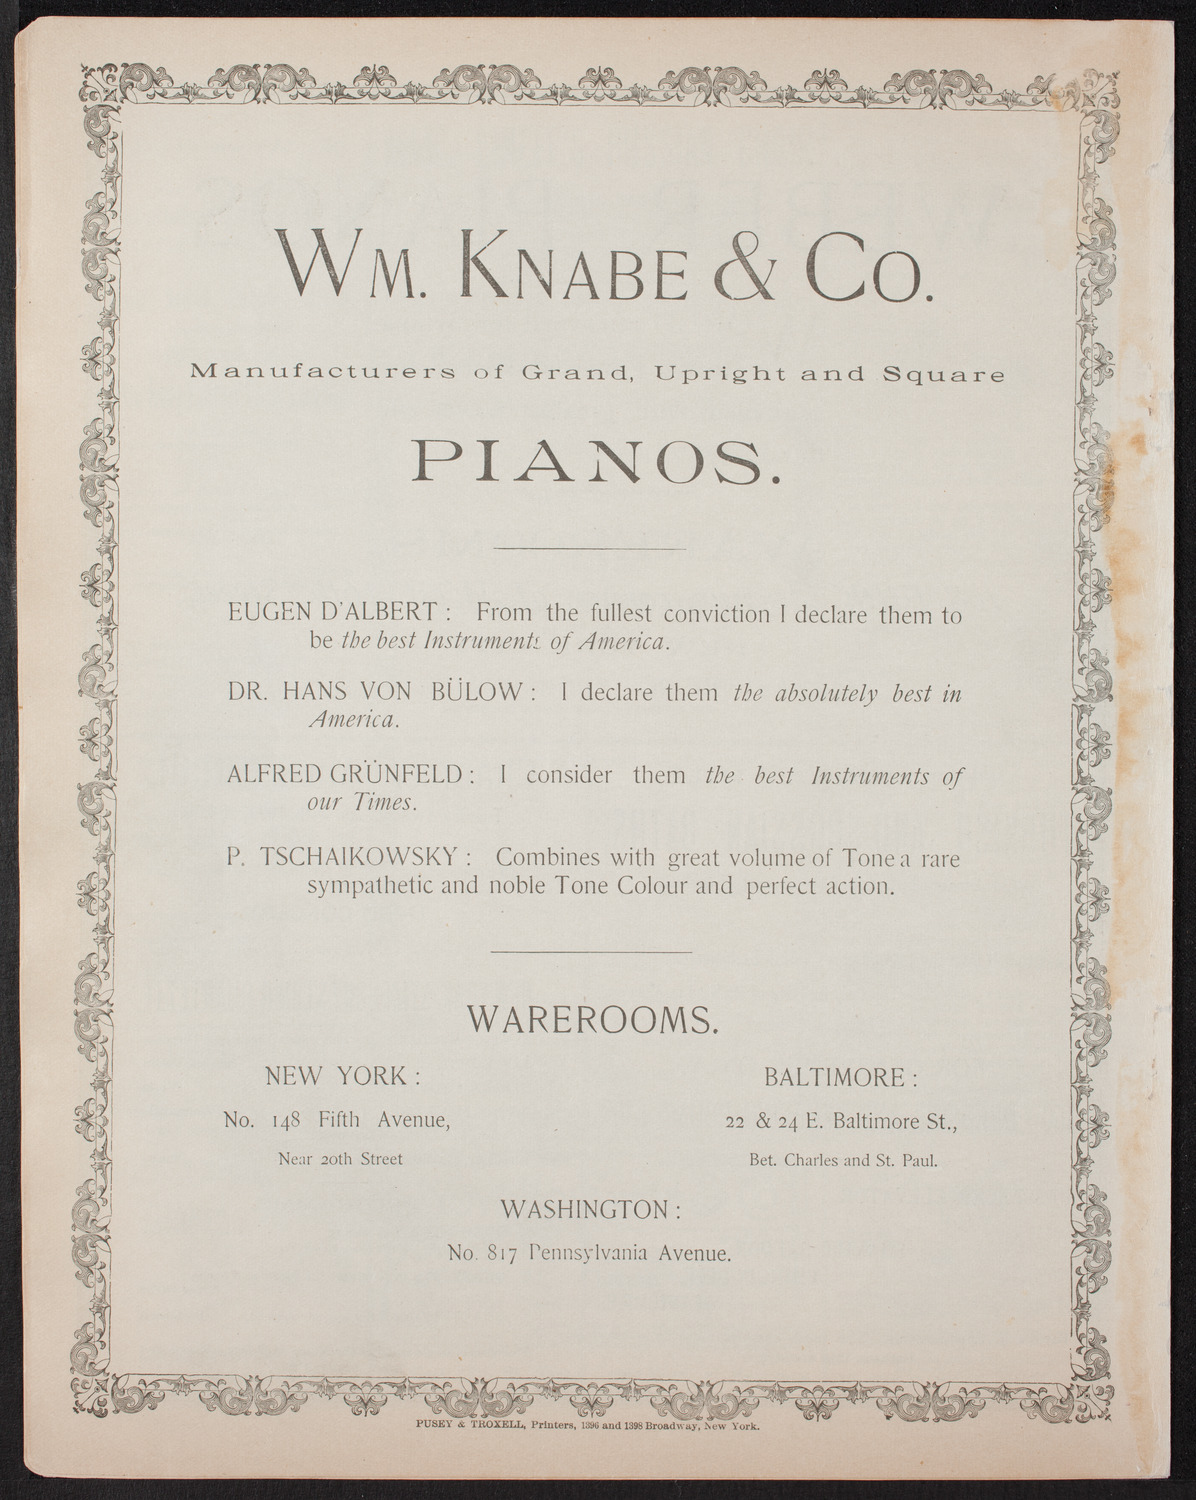 WM. KNABE & CO.
Manufacturers of Grand, Upright and Square
PIANOS.
EUGEN D'ALBERT : From the fullest conviction I declare them to
be the best Instruments of America.
DR. HANS VON BÜLOW : I declare them the absolutely best in
America.
ALFRED GRÜNFELD : I consider them the best Instruments of
our Times.
P. TSCHAIKOWSKY : Combines with great volume of Tone a rare
sympathetic and noble Tone Colour and perfect action.
WAREROOMS.
NEW YORK :
No. 148 Fifth Avenue,
Near 20th Street
BALTIMORE :
22 & 24 E. Baltimore St.,
Bet. Charles and St. Paul.
WASHINGTON :
No. 817 Pennsylvania Avenue.
PUSEY & TROXELL, Printers, 1396 and 1398 Broadway, New York.